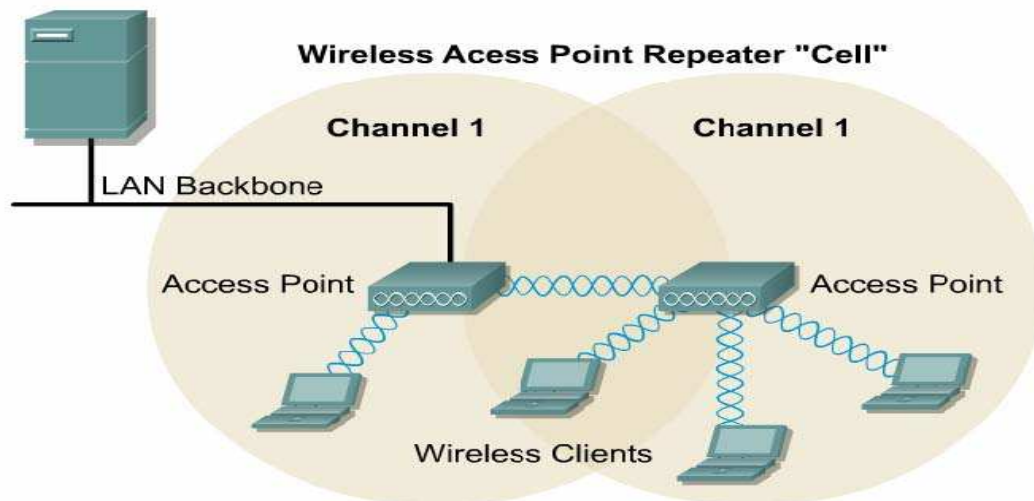 Wireless Acess Point Repeater "Cell"
Channel 1
Channel 1
LAN Backbone
Access Point
Access Point
Wireless Clients